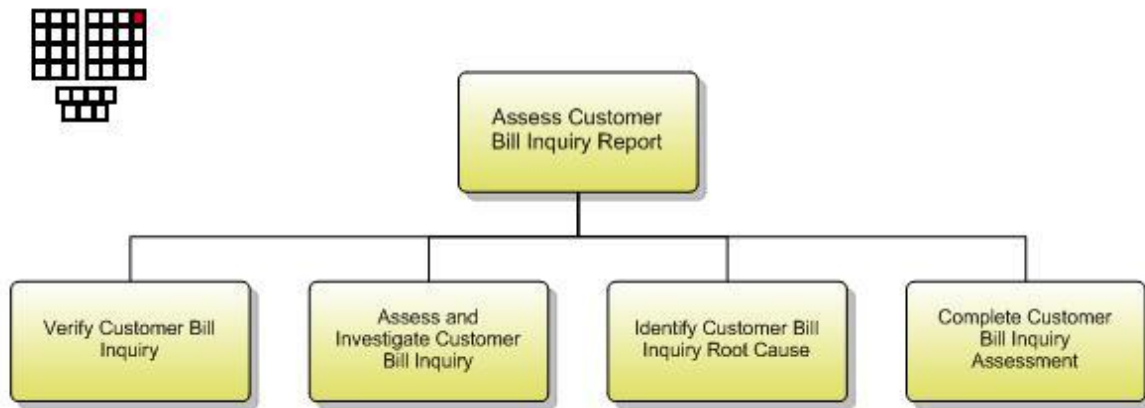 Assess Customer
Bill Inquiry Report
Verify Customer Bill
Inquiry
Assess and
Investigate Customer
Bill Inquiry
Identify Customer Bill
Inquiry Root Cause
Complete Customer
Bill Inquiry
Assessment